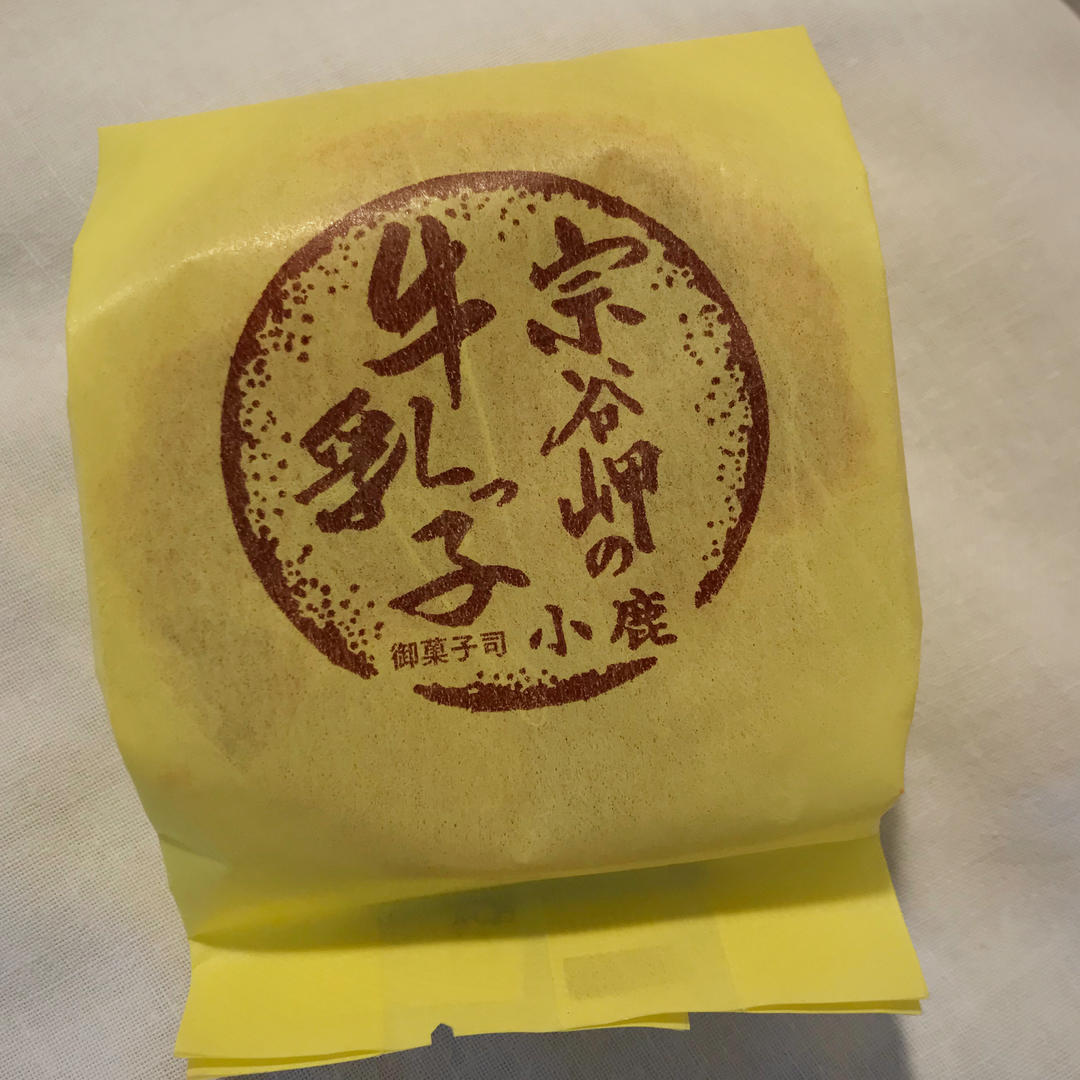 宗谷岬の
牛乳っ子
御菓子司 小鹿